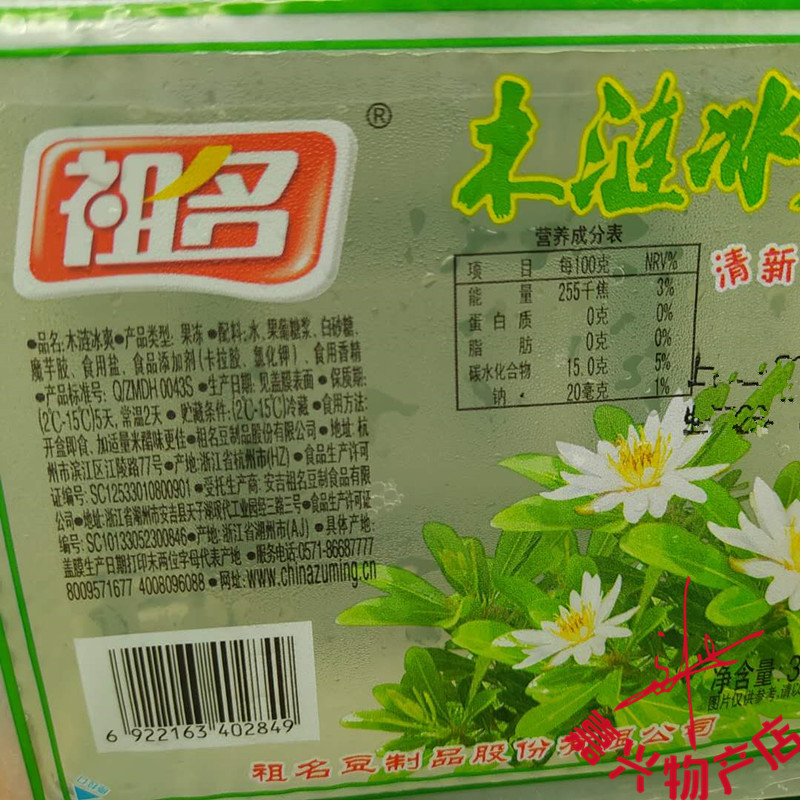 祖名®
木涟冰
清新
营养成分表
项 目 每100克 NRV%
能 量 255千焦 3%
蛋白质 0克 0%
脂 肪 0克 0%
碳水化合物 15.0克 5%
钠 20毫克 1%
●品名:木涟冰爽●产品类型:果冻●配料:水、果葡糖浆、白砂糖、
魔芋胶、食用盐、食品添加剂(卡拉胶、氯化钾)、食用香精
●产品标准号:Q/ZMDH 0043S●生产日期:见盖膜表面●保质期:
(2℃-15℃)5天,常温2天●贮藏条件:(2℃-15℃)冷藏●食用方法:
开盒即食、加适量米醋味更佳●祖名豆制品股份有限公司●地址:杭
州市滨江区江陵路77号●产地:浙江省杭州市(HZ)●食品生产许可
证编号:SC12533010800901●受托生产商:安吉祖名豆制食品有限
公司●地址:浙江省湖州市安吉县天子湖现代工业园经三路三号●食品生产许可证
编号:SC10133052300846●产地:浙江省湖州市(AJ)●具体产地:
盖膜生产日期打印末两位字母代表产地●服务电话:0571-86687777
8009571677 4008096088●网址:www.chinazuming.cn
6 922163 402849
净含量:3
图片仅供参考,请以
祖名豆制品股份有限公司
兴物产店